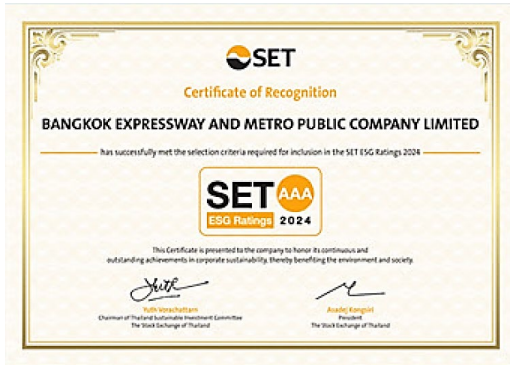 SET
Certificate of Recognition
BANGKOK EXPRESSWAY AND METRO PUBLIC COMPANY LIMITED
has successfully met the selection criteria required for inclusion in the SET ESG Ratings 2024
SET AAA
ESG Ratings 2024
This Certificate is presented to the company to honor its continuous and
outstanding achievements in corporate sustainability, thereby benefiting the environment and society.
Yuth Vorachattarn Asadej Kongsiri
Chairman of Thailand Sustainable Investment Committee President
The Stock Exchange of Thailand The Stock Exchange of Thailand